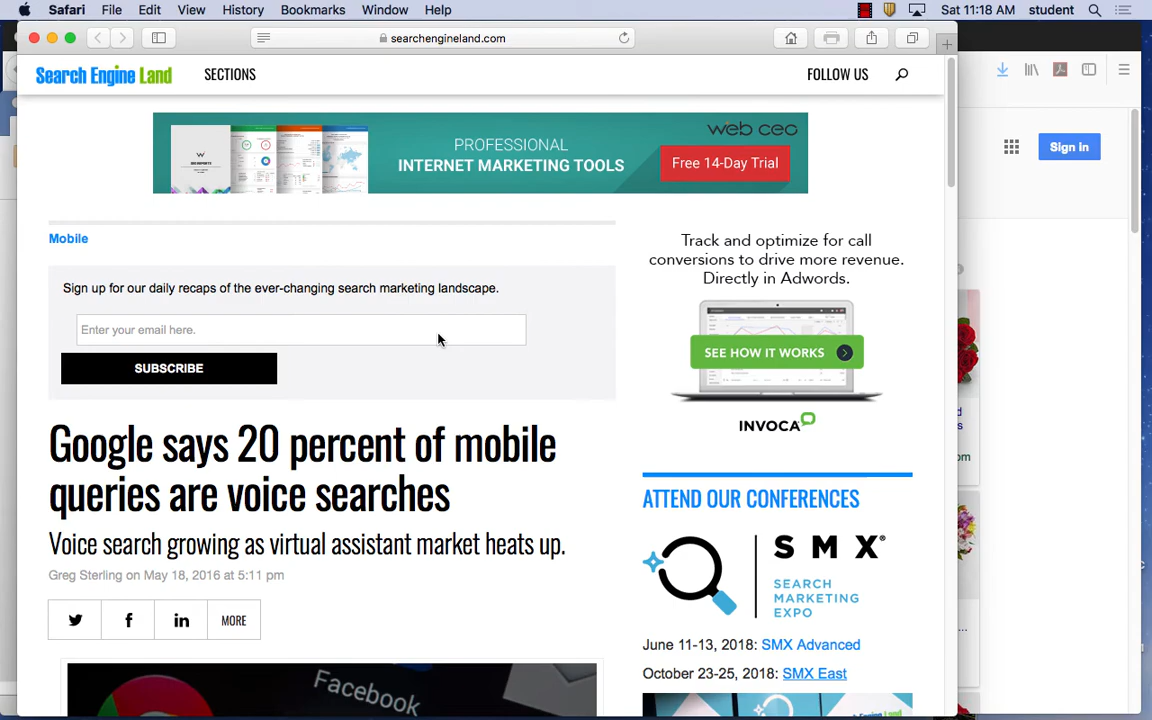 Safari File Edit View History Bookmarks Window Help Sat 11:18 AM student
searchengineland.com
Search Engine Land SECTIONS FOLLOW US
PROFESSIONAL
INTERNET MARKETING TOOLS
web ceo
Free 14-Day Trial
Sign in
Mobile
Sign up for our daily recaps of the ever-changing search marketing landscape.
Enter your email here.
SUBSCRIBE
Google says 20 percent of mobile
queries are voice searches
Voice search growing as virtual assistant market heats up.
Greg Sterling on May 18, 2016 at 5:11 pm
MORE
Facebook
Track and optimize for call
conversions to drive more revenue.
Directly in Adwords.
SEE HOW IT WORKS
INVOCA
ATTEND OUR CONFERENCES
SMX®
SEARCH
MARKETING
EXPO
June 11-13, 2018: SMX Advanced
October 23-25, 2018: SMX East